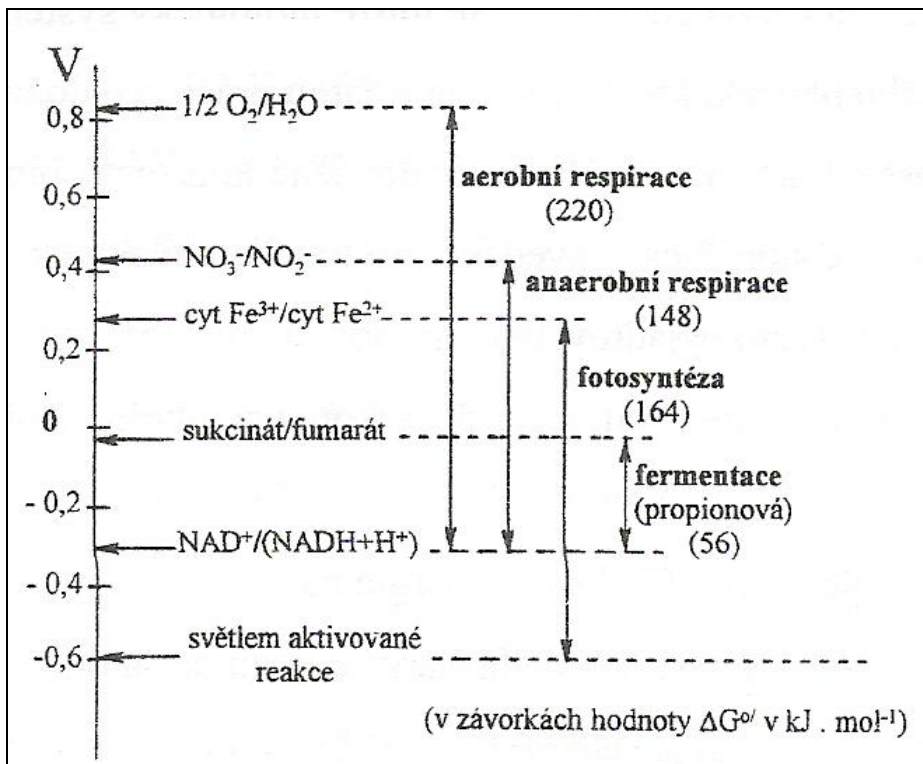 V
0,8
1/2 O₂/H₂O
aerobní respirace
(220)
0,6
0,4
NO₃⁻/NO₂⁻
anaerobní respirace
(148)
cyt Fe³⁺/cyt Fe²⁺
0,2
fotosyntéza
(164)
0
sukcinát/fumarát
fermentace
(propionová)
(56)
- 0,2
NAD⁺/(NADH+H⁺)
- 0,4
-0,6
světlem aktivované
reakce
(v závorkách hodnoty ΔG°/ v kJ . mol⁻¹)